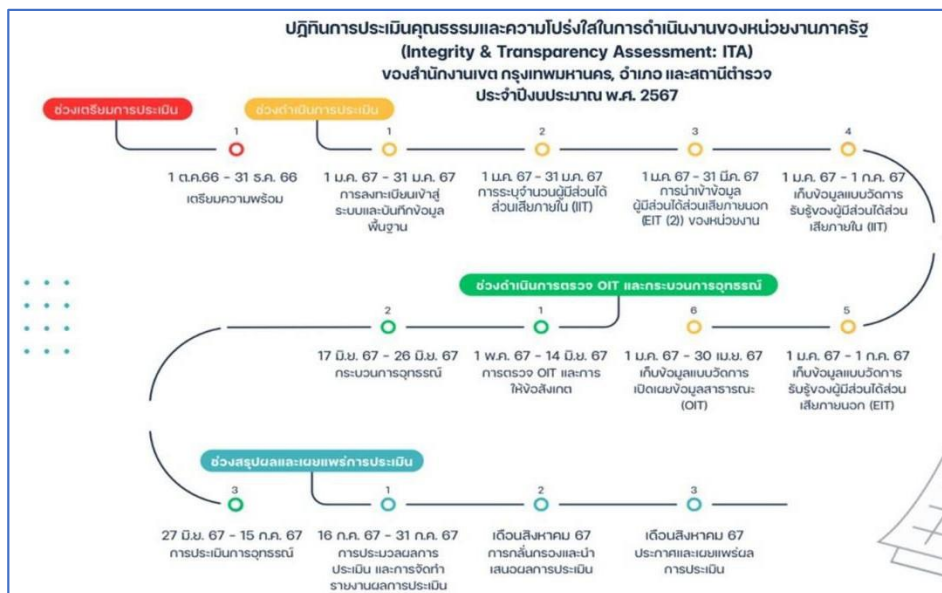 ปฏิทินการประเมินคุณธรรมและความโปร่งใสในการดำเนินงานของหน่วยงานภาครัฐ
(Integrity & Transparency Assessment: ITA)
ของสำนักงานเขต กรุงเทพมหานคร, อำเภอ และสถานีตำรวจ
ประจำปีงบประมาณ พ.ศ. 2567
ช่วงเตรียมการประเมิน
1
1 ต.ค.66 - 31 ธ.ค. 66
เตรียมความพร้อม
ช่วงดำเนินการประเมิน
1
1 ม.ค. 67 - 31 ม.ค. 67
การลงทะเบียนเข้าสู่
ระบบและบันทึกข้อมูล
พื้นฐาน
2
1 ม.ค. 67 - 31 ม.ค. 67
การระบุจำนวนผู้มีส่วนได้
ส่วนเสียภายใน (IIT)
3
1 ม.ค. 67 - 31 มี.ค. 67
การนำเข้าข้อมูล
ผู้มีส่วนได้ส่วนเสียภายนอก
(EIT (2)) ของหน่วยงาน
4
1 ม.ค. 67 - 1 ก.ค. 67
เก็บข้อมูลแบบวัดการ
รับรู้ของผู้มีส่วนได้ส่วน
เสียภายใน (IIT)
5
1 ม.ค. 67 - 1 ก.ค. 67
เก็บข้อมูลแบบวัดการ
รับรู้ของผู้มีส่วนได้ส่วน
เสียภายนอก (EIT)
6
1 ม.ค. 67 - 30 เม.ย. 67
เก็บข้อมูลแบบวัดการ
เปิดเผยข้อมูลสาธารณะ
(OIT)
ช่วงดำเนินการตรวจ OIT และกระบวนการอุทธรณ์
1
1 พ.ค. 67 - 14 มิ.ย. 67
การตรวจ OIT และการ
ให้ข้อสังเกต
2
17 มิ.ย. 67 - 26 มิ.ย. 67
กระบวนการอุทธรณ์
3
27 มิ.ย. 67 - 15 ก.ค. 67
การประเมินการอุทธรณ์
ช่วงสรุปผลและเผยแพร่การประเมิน
1
16 ก.ค. 67 - 31 ก.ค. 67
การประมวลผลการ
ประเมิน และการจัดทำ
รายงานผลการประเมิน
2
เดือนสิงหาคม 67
การกลั่นกรองและนำ
เสนอผลการประเมิน
3
เดือนสิงหาคม 67
ประกาศและเผยแพร่ผล
การประเมิน